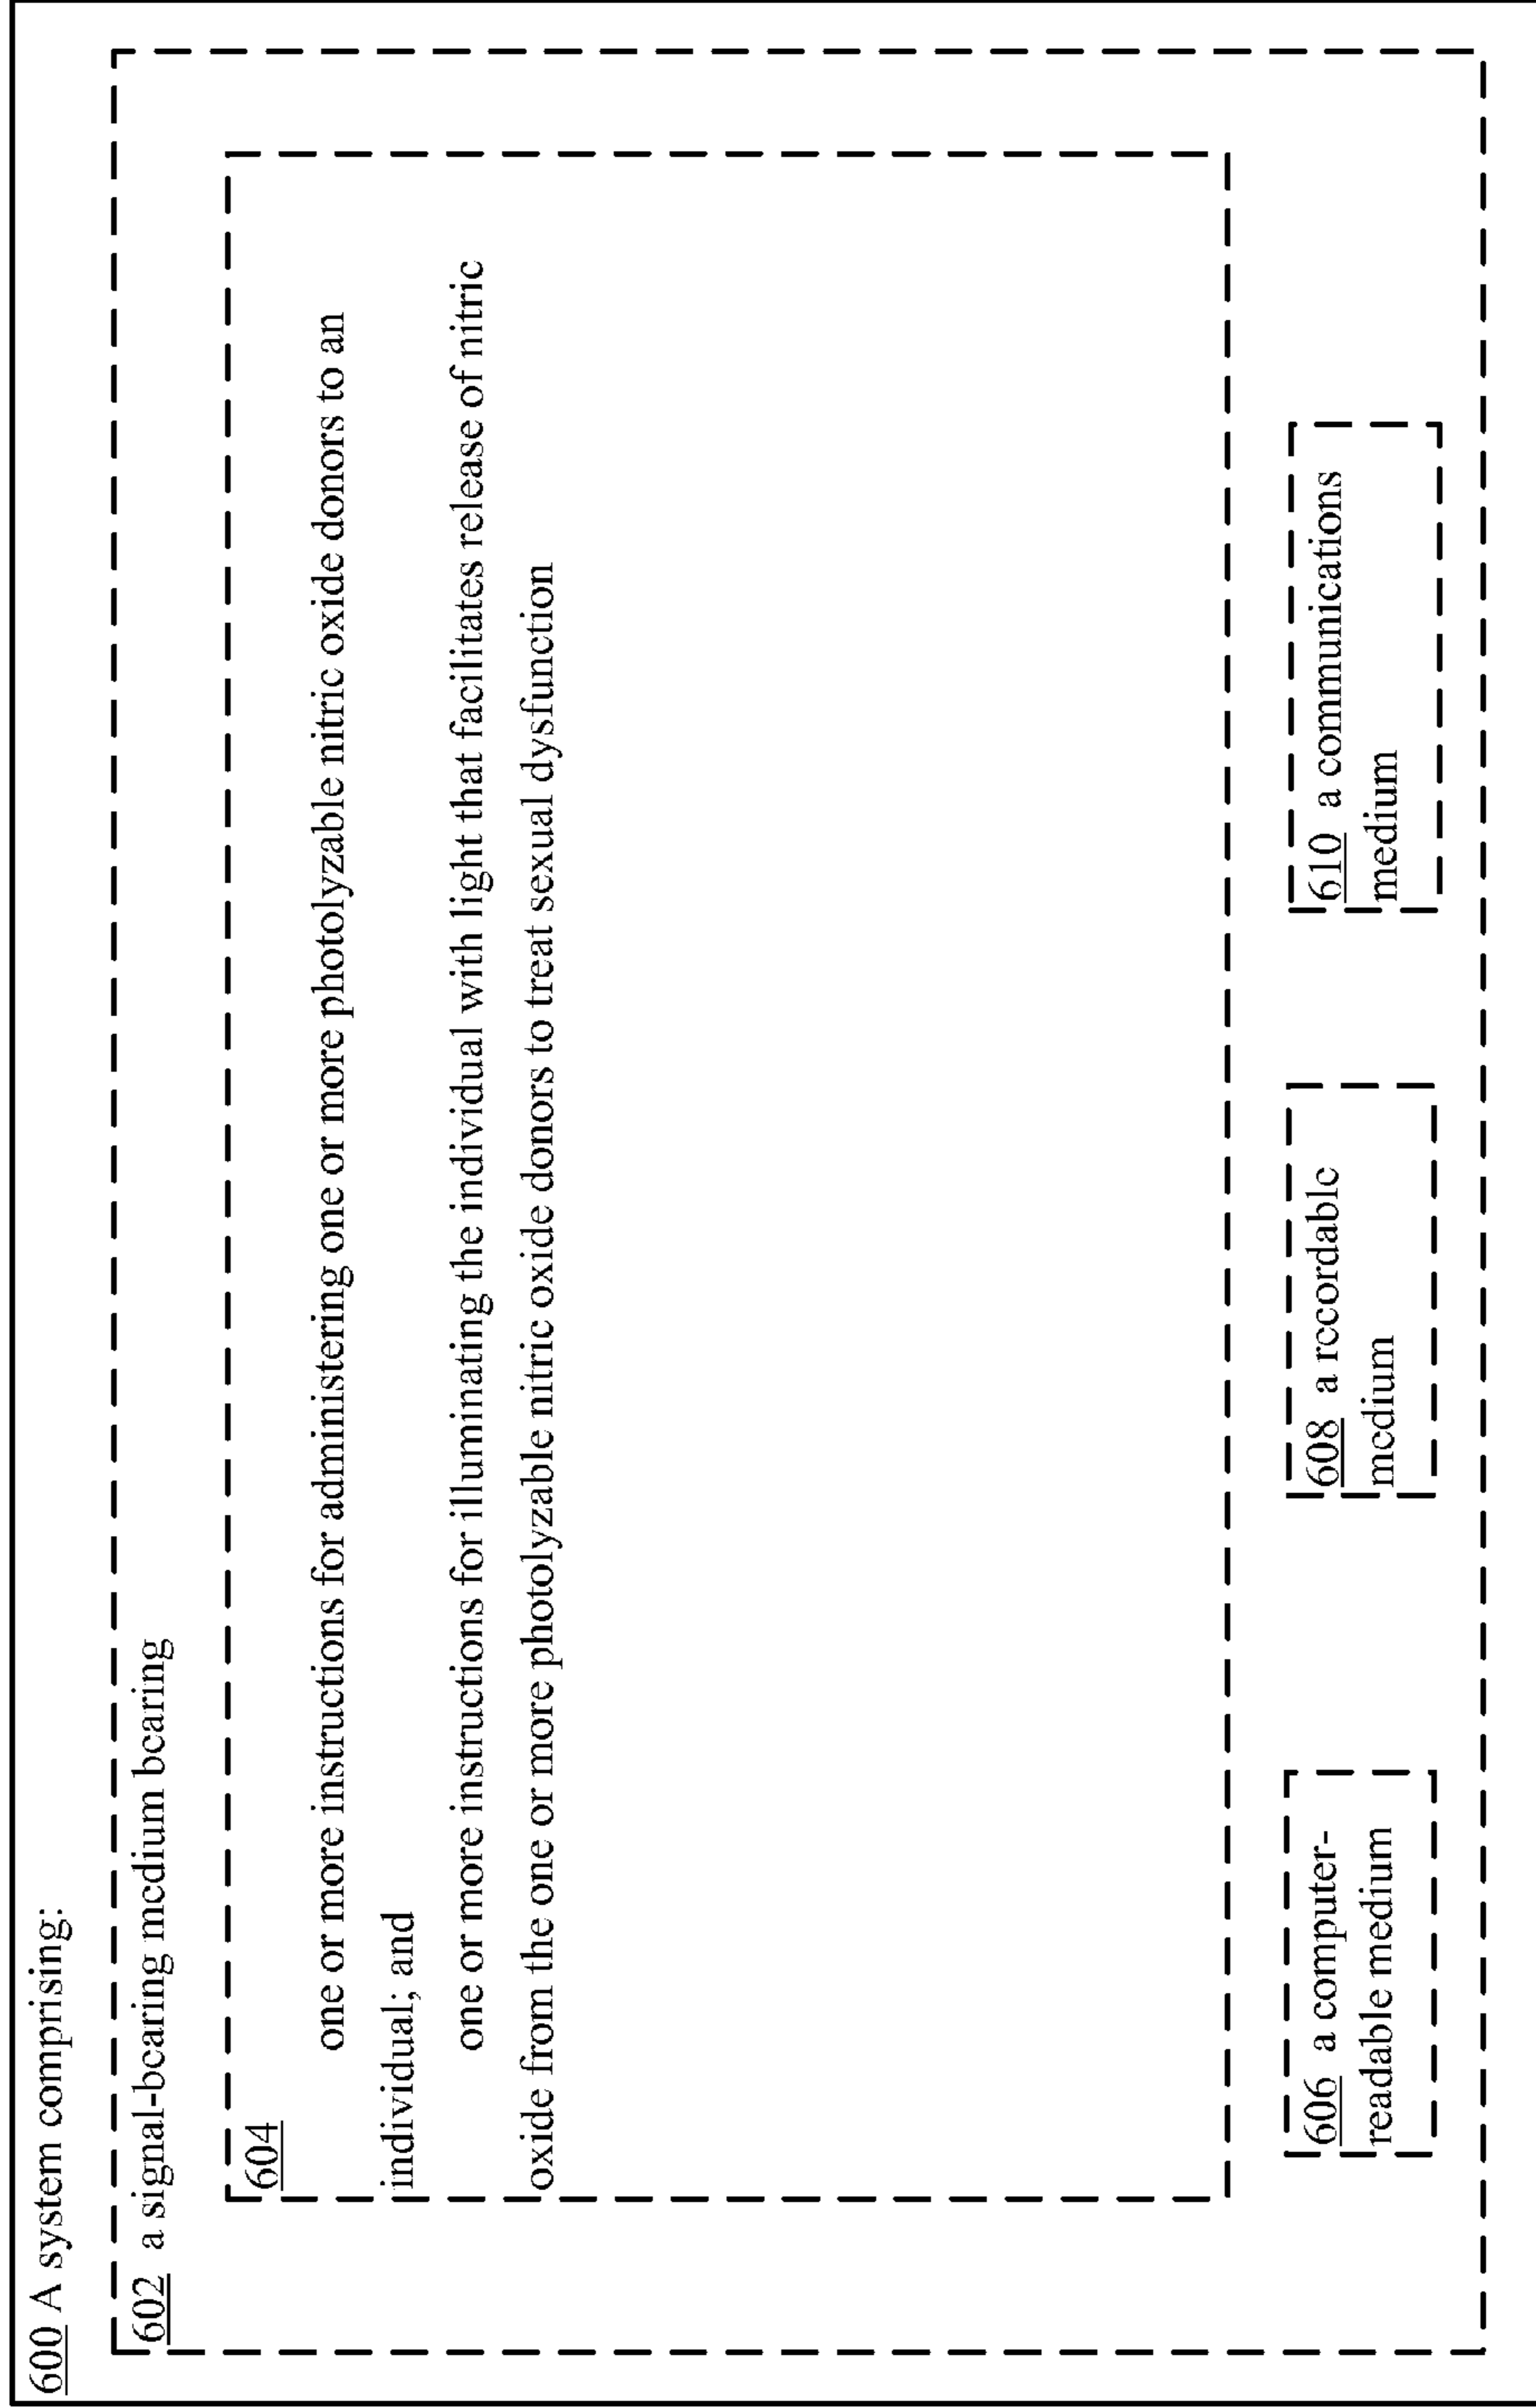 600 A system comprising:
602 a signal-bearing medium bearing
604
one or more instructions for administering one or more photolyzable nitric oxide donors to an
individual; and
one or more instructions for illuminating the individual with light that facilitates release of nitric
oxide from the one or more photolyzable nitric oxide donors to treat sexual dysfunction
606 a computer-
readable medium
608 a recordable
medium
610 a communications
medium